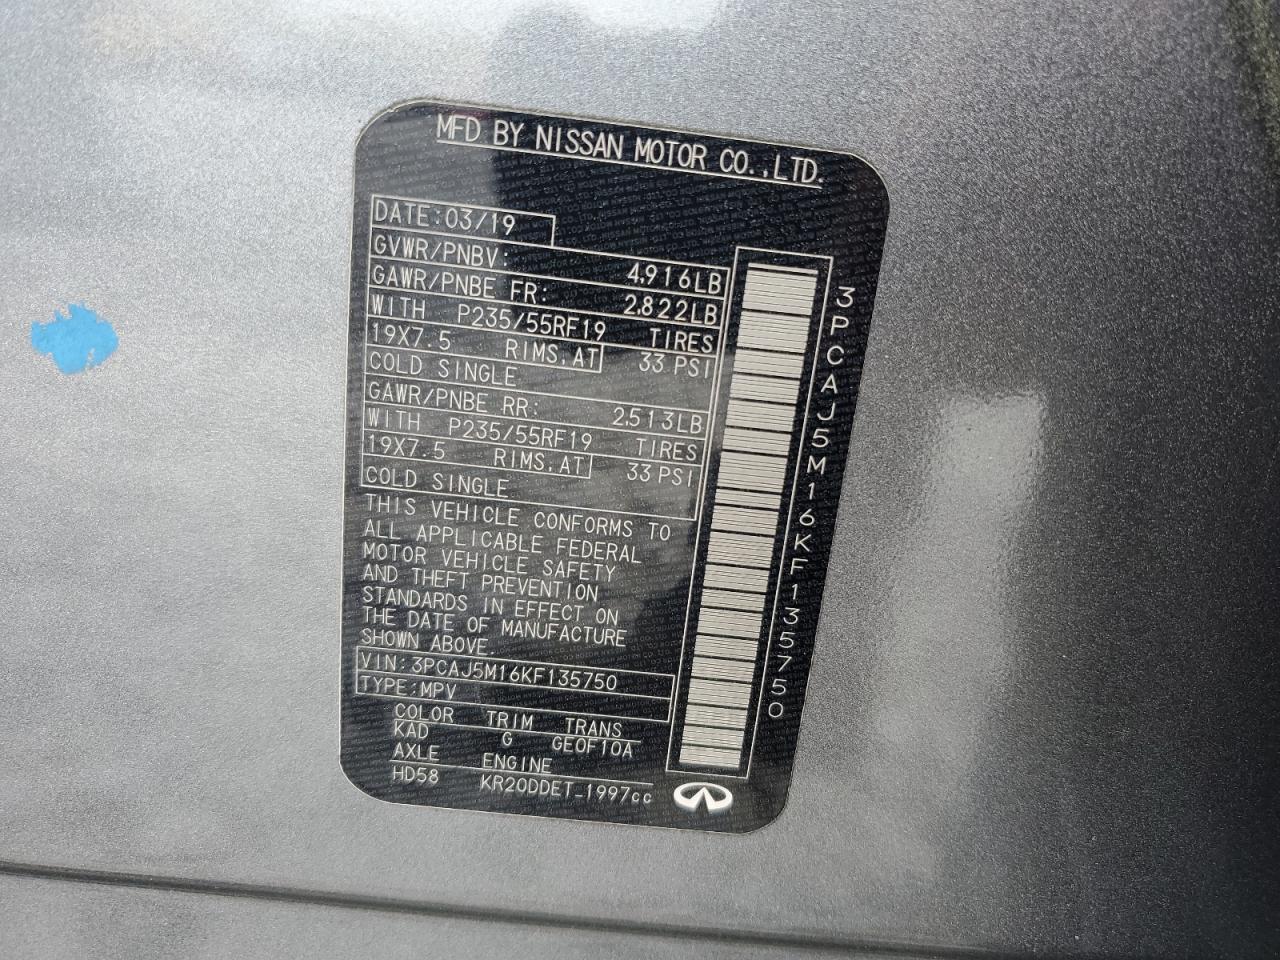 MFD BY NISSAN MOTOR CO.,LTD.
DATE:03/19
GVWR/PNBV: 4,916LB
GAWR/PNBE FR: 2,822LB
WITH P235/55RF19 TIRES
19X7.5 RIMS,AT 33 PSI
COLD SINGLE
GAWR/PNBE RR: 2,513LB
WITH P235/55RF19 TIRES
19X7.5 RIMS,AT 33 PSI
COLD SINGLE
THIS VEHICLE CONFORMS TO
ALL APPLICABLE FEDERAL
MOTOR VEHICLE SAFETY
AND THEFT PREVENTION
STANDARDS IN EFFECT ON
THE DATE OF MANUFACTURE
SHOWN ABOVE.
VIN:3PCAJ5M16KF135750
TYPE:MPV
COLOR TRIM TRANS
KAD G GE0F10A
AXLE ENGINE
HD58 KR20DDET-1997cc
3PCAJ5M16KF135750